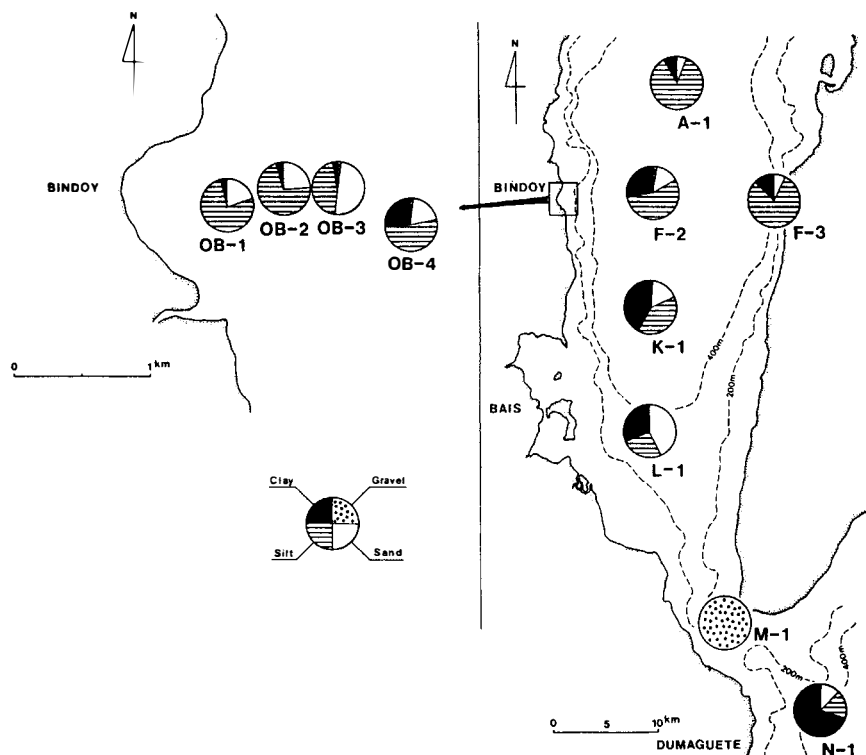 N
BINDOY
OB-1
OB-2
OB-3
OB-4
0 1 km
Clay
Gravel
Silt
Sand
N
A-1
BINDOY
F-2
F-3
K-1
400m
200m
BAIS
L-1
M-1
200m
400m
0 5 10 km
DUMAGUETE
N-1